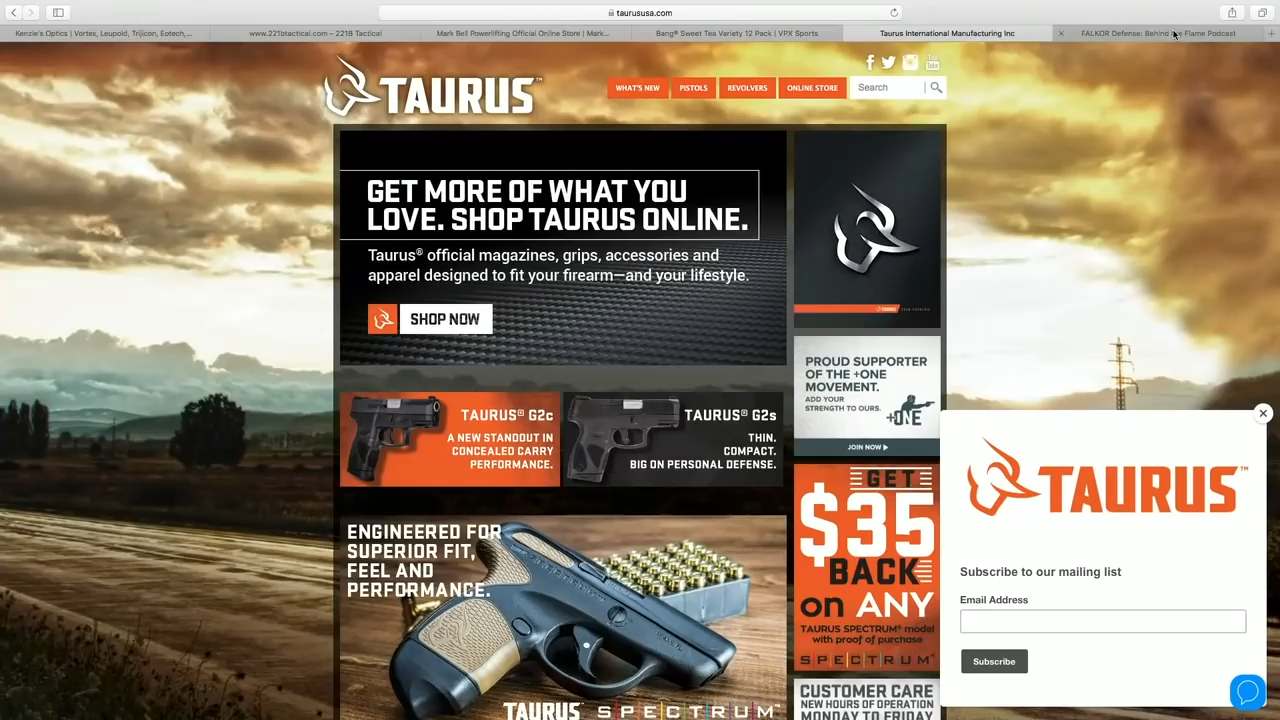 taurususa.com
Kenzie's Optics | Vortex, Leupold, Trijicon, Eotech,...
www.221btactical.com – 221B Tactical
Mark Bell Powerlifting Official Online Store | Mark...
Bang® Sweet Tea Variety 12 Pack | VPX Sports
Taurus International Manufacturing Inc
FALKOR Defense: Behind the Flame Podcast
TAURUS™
You Tube
WHAT'S NEW
PISTOLS
REVOLVERS
ONLINE STORE
Search
GET MORE OF WHAT YOU
LOVE. SHOP TAURUS ONLINE.
Taurus® official magazines, grips, accessories and
apparel designed to fit your firearm—and your lifestyle.
SHOP NOW
PROUD SUPPORTER
OF THE +ONE
MOVEMENT.
ADD YOUR
STRENGTH TO OURS.
+ONE
JOIN NOW
TAURUS® G2c
A NEW STANDOUT IN
CONCEALED CARRY
PERFORMANCE.
TAURUS® G2s
THIN.
COMPACT.
BIG ON PERSONAL DEFENSE.
GET
$35
BACK
on ANY
TAURUS SPECTRUM® model
with proof of purchase
SPECTRUM™
ENGINEERED FOR
SUPERIOR FIT,
FEEL AND
PERFORMANCE.
TAURUS SPECTRUM™
CUSTOMER CARE
NEW HOURS OF OPERATION
MONDAY TO FRIDAY
TAURUS™
Subscribe to our mailing list
Email Address
Subscribe